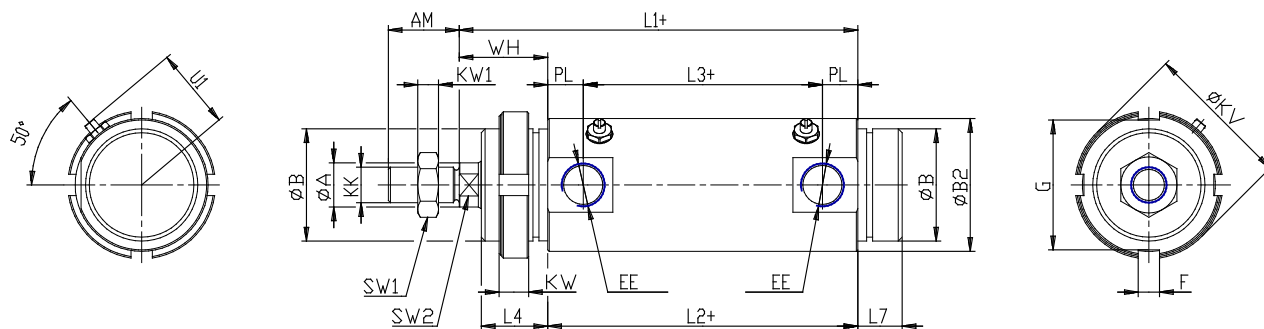 AM
L1+
WH
KW1
PL
L3+
PL
U1
50°
ØB
ØA
KK
ØB
ØB2
G
ØKV
SW1
SW2
KW
EE
EE
F
L4
L2+
L7